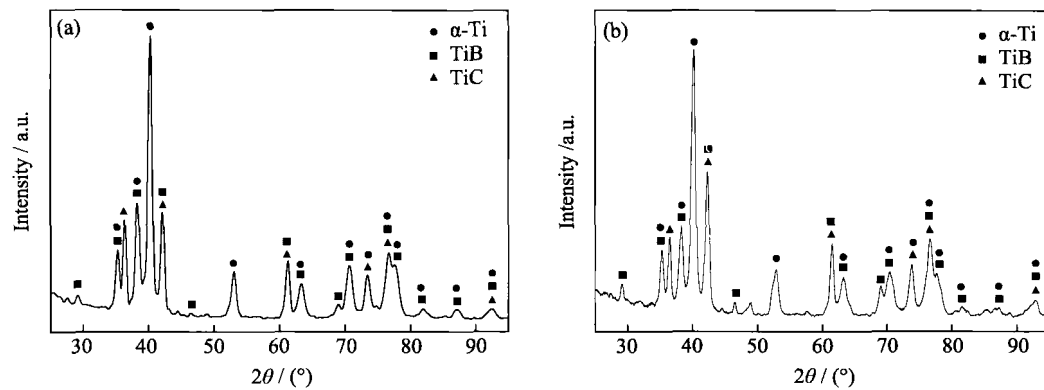 (a)
● α-Ti
■ TiB
▲ TiC
Intensity / a.u.
30 40 50 60 70 80 90
2θ / (°)
(b)
● α-Ti
■ TiB
▲ TiC
Intensity /a.u.
30 40 50 60 70 80 90
2θ / (°)